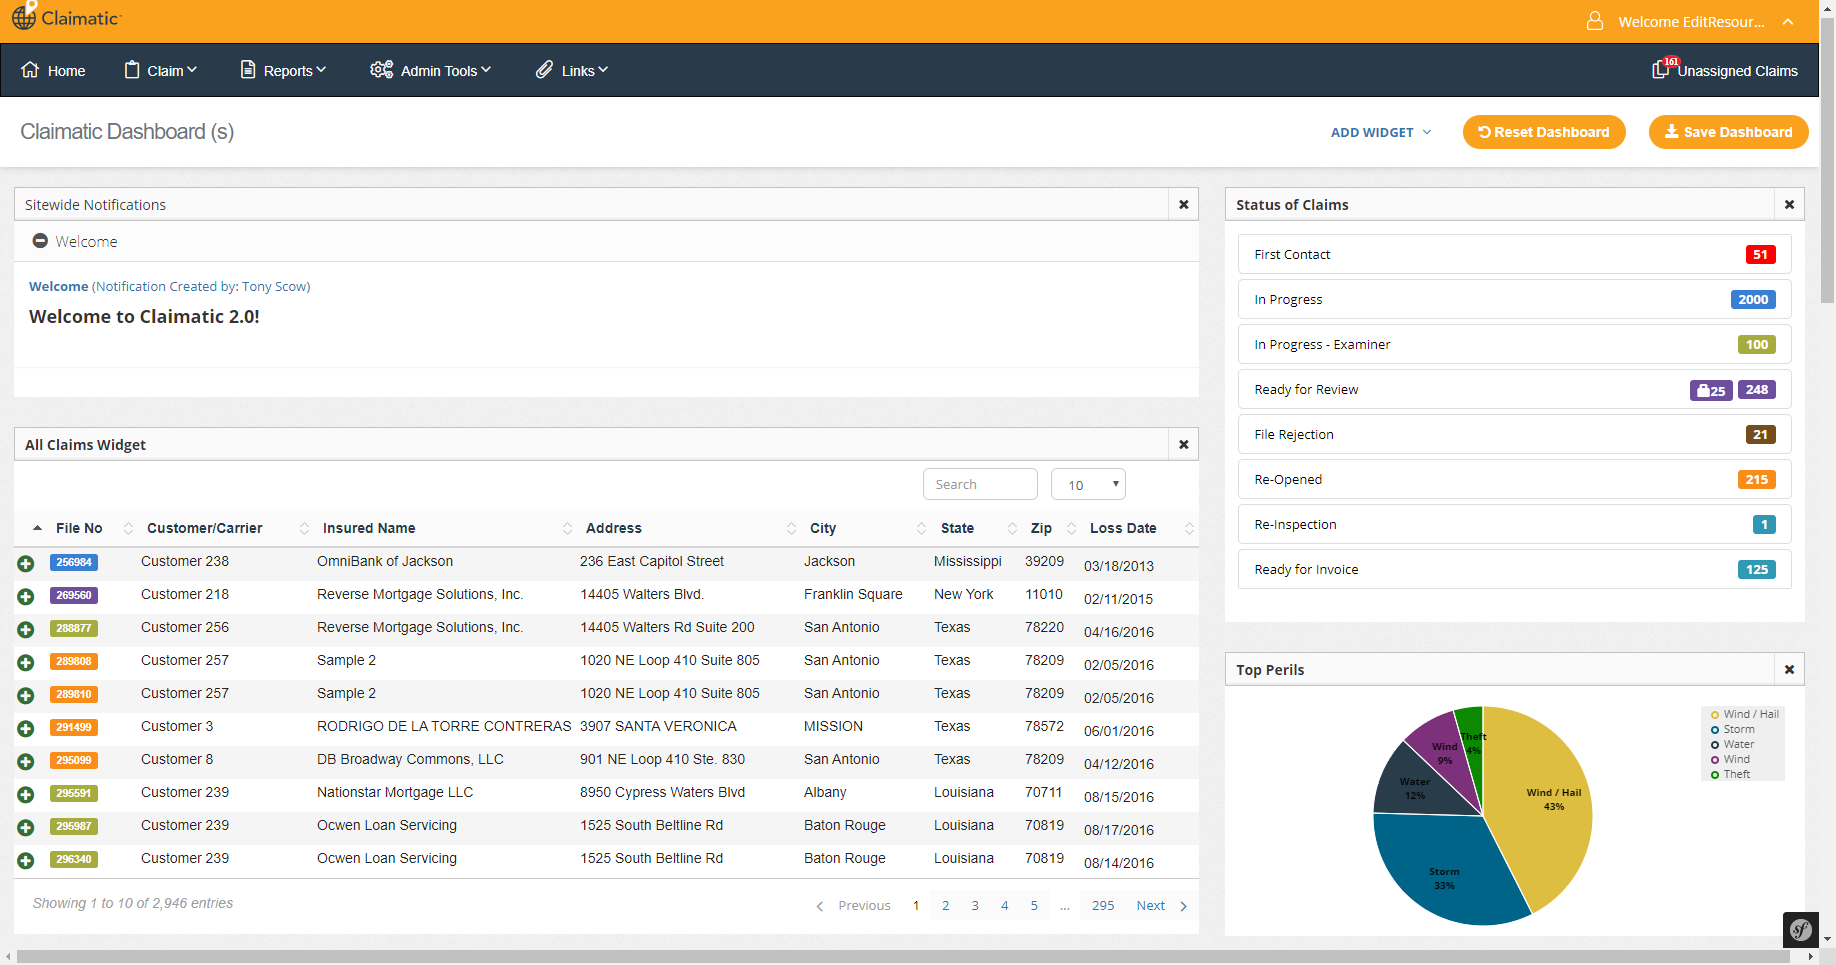 Claimatic
Welcome EditResour...
Home
Claim
Reports
Admin Tools
Links
161
Unassigned Claims
Claimatic Dashboard (s)
ADD WIDGET
Reset Dashboard
Save Dashboard
Sitewide Notifications
Welcome
Welcome (Notification Created by: Tony Scow)
Welcome to Claimatic 2.0!
All Claims Widget
Search
10
File No Customer/Carrier Insured Name Address City State Zip Loss Date
256984 Customer 238 OmniBank of Jackson 236 East Capitol Street Jackson Mississippi 39209 03/18/2013
269560 Customer 218 Reverse Mortgage Solutions, Inc. 14405 Walters Blvd. Franklin Square New York 11010 02/11/2015
288877 Customer 256 Reverse Mortgage Solutions, Inc. 14405 Walters Rd Suite 200 San Antonio Texas 78220 04/16/2016
289808 Customer 257 Sample 2 1020 NE Loop 410 Suite 805 San Antonio Texas 78209 02/05/2016
289810 Customer 257 Sample 2 1020 NE Loop 410 Suite 805 San Antonio Texas 78209 02/05/2016
291499 Customer 3 RODRIGO DE LA TORRE CONTRERAS 3907 SANTA VERONICA MISSION Texas 78572 06/01/2016
295099 Customer 8 DB Broadway Commons, LLC 901 NE Loop 410 Ste. 830 San Antonio Texas 78209 04/12/2016
295591 Customer 239 Nationstar Mortgage LLC 8950 Cypress Waters Blvd Albany Louisiana 70711 08/15/2016
295987 Customer 239 Ocwen Loan Servicing 1525 South Beltline Rd Baton Rouge Louisiana 70819 08/17/2016
296340 Customer 239 Ocwen Loan Servicing 1525 South Beltline Rd Baton Rouge Louisiana 70819 08/14/2016
Showing 1 to 10 of 2,946 entries
Previous 1 2 3 4 5 ... 295 Next
Status of Claims
First Contact 51
In Progress 2000
In Progress - Examiner 100
Ready for Review 25 248
File Rejection 21
Re-Opened 215
Re-Inspection 1
Ready for Invoice 125
Top Perils
Wind / Hail
Storm
Water
Wind
Theft
Theft
4%
Wind
9%
Water
12%
Wind / Hail
43%
Storm
33%
sf